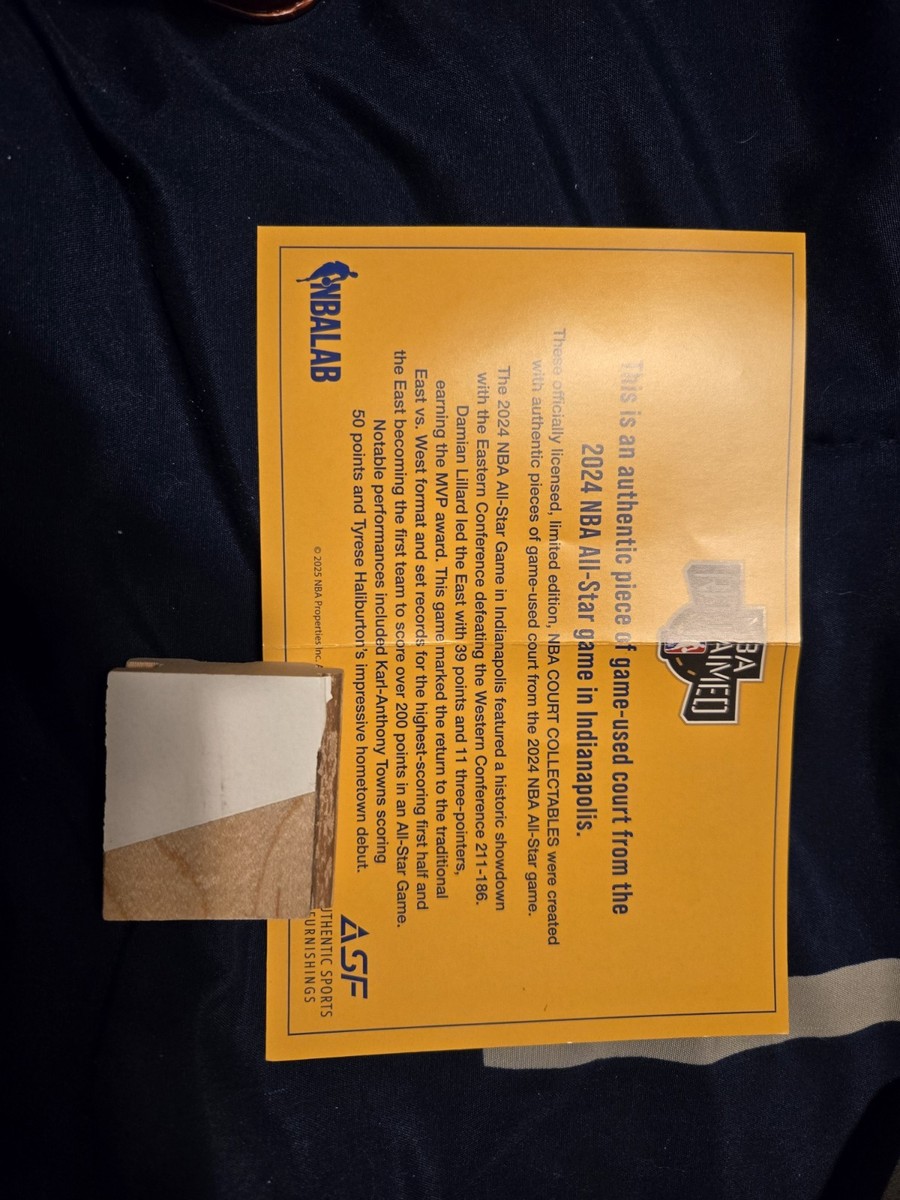 This is an authentic piece of game-used court from the
2024 NBA All-Star game in Indianapolis.
These officially licensed, limited edition, NBA COURT COLLECTABLES were created
with authentic pieces of game-used court from the 2024 NBA All-Star game.
The 2024 NBA All-Star Game in Indianapolis featured a historic showdown
with the Eastern Conference defeating the Western Conference 211-186.
Damian Lillard led the East with 39 points and 11 three-pointers,
earning the MVP award. This game marked the return to the traditional
East vs. West format and set records for the highest-scoring first half and
the East becoming the first team to score over 200 points in an All-Star Game.
Notable performances included Karl-Anthony Towns scoring
50 points and Tyrese Haliburton's impressive hometown debut.
NBALAB
© 2025 NBA Properties Inc.
ASF
SPORTS